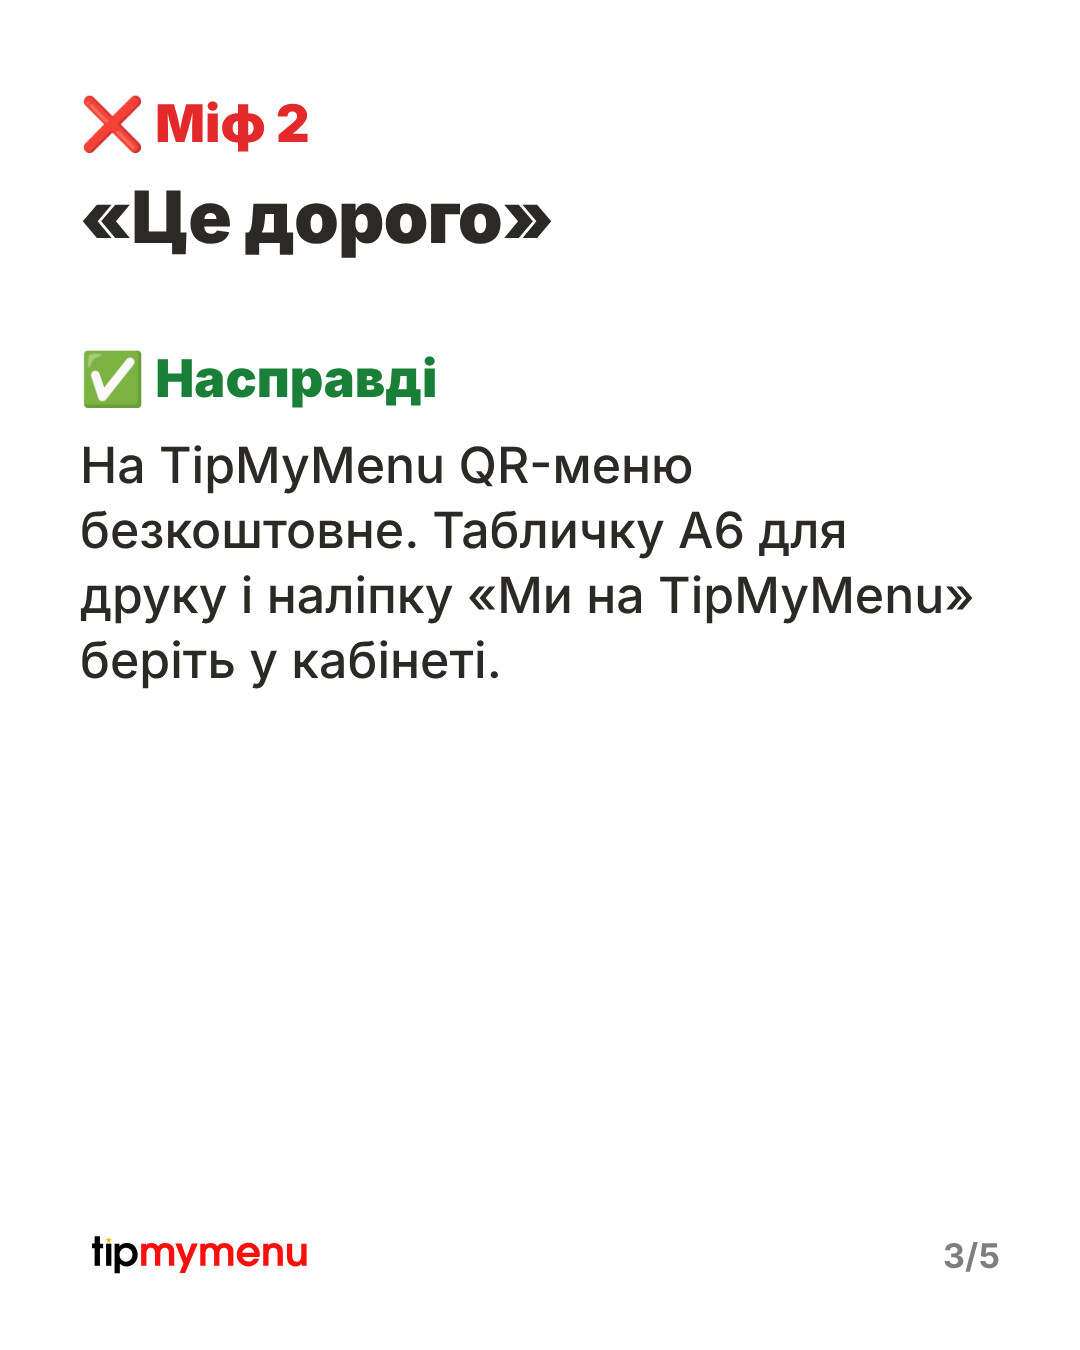 ❌ Міф 2
«Це дорого»
✅ Насправді
На TipMyMenu QR-меню
безкоштовне. Табличку А6 для
друку і наліпку «Ми на TipMyMenu»
беріть у кабінеті.
tipmymenu
3/5